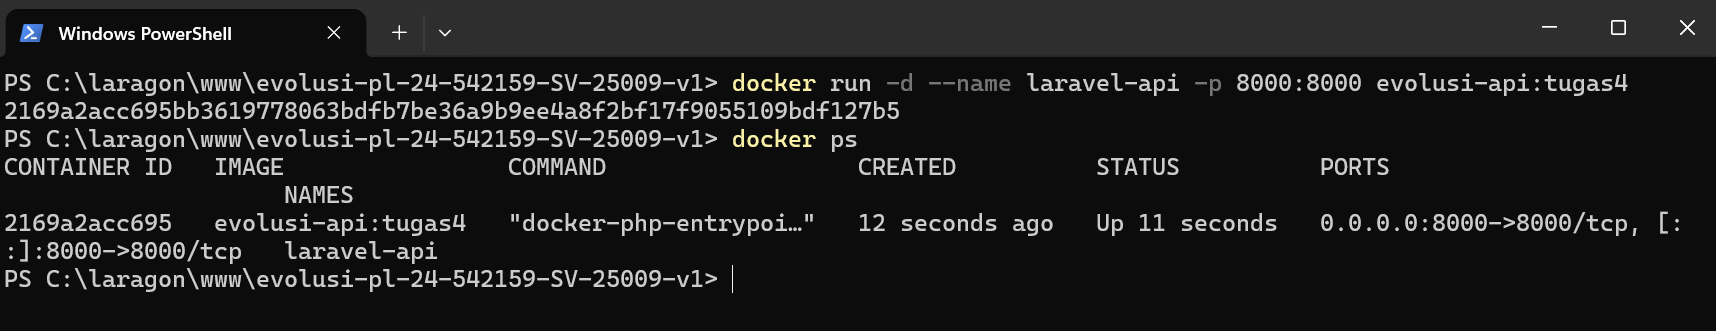 Windows PowerShell
PS C:\laragon\www\evolusi-pl-24-542159-SV-25009-v1> docker run -d --name laravel-api -p 8000:8000 evolusi-api:tugas4
2169a2acc695bb3619778063bdfb7be36a9b9ee4a8f2bf17f9055109bdf127b5
PS C:\laragon\www\evolusi-pl-24-542159-SV-25009-v1> docker ps
CONTAINER ID   IMAGE                COMMAND                  CREATED          STATUS          PORTS
                    NAMES
2169a2acc695   evolusi-api:tugas4   "docker-php-entrypoi…"   12 seconds ago   Up 11 seconds   0.0.0.0:8000->8000/tcp, [:
:]:8000->8000/tcp   laravel-api
PS C:\laragon\www\evolusi-pl-24-542159-SV-25009-v1>